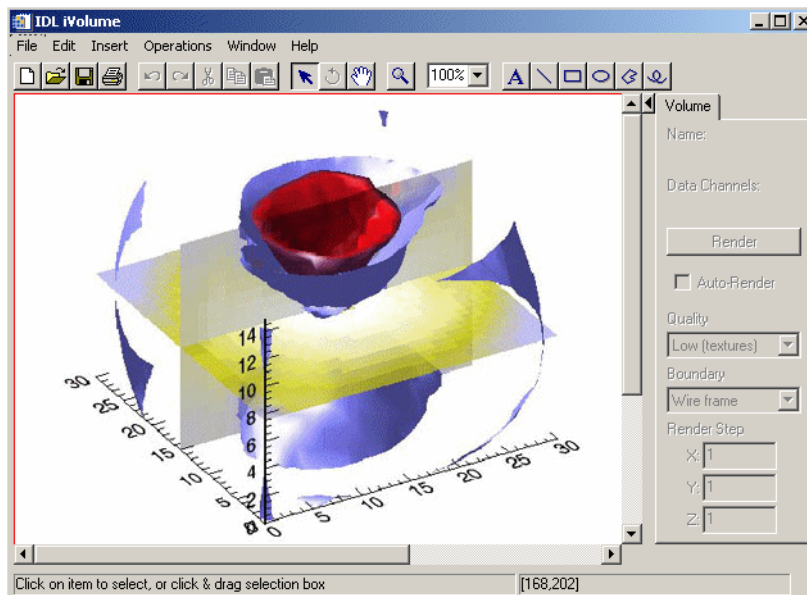 IDL iVolume
File Edit Insert Operations Window Help
100% A
Volume
Name:
Data Channels:
Render
Auto-Render
Quality
Low (textures)
Boundary
Wire frame
Render Step
X: 1
Y: 1
Z: 1
14
12
10
8
6
4
2
30
25
20
15
10
5
0
5
10
15
20
25
30
Click on item to select, or click & drag selection box [168,202]